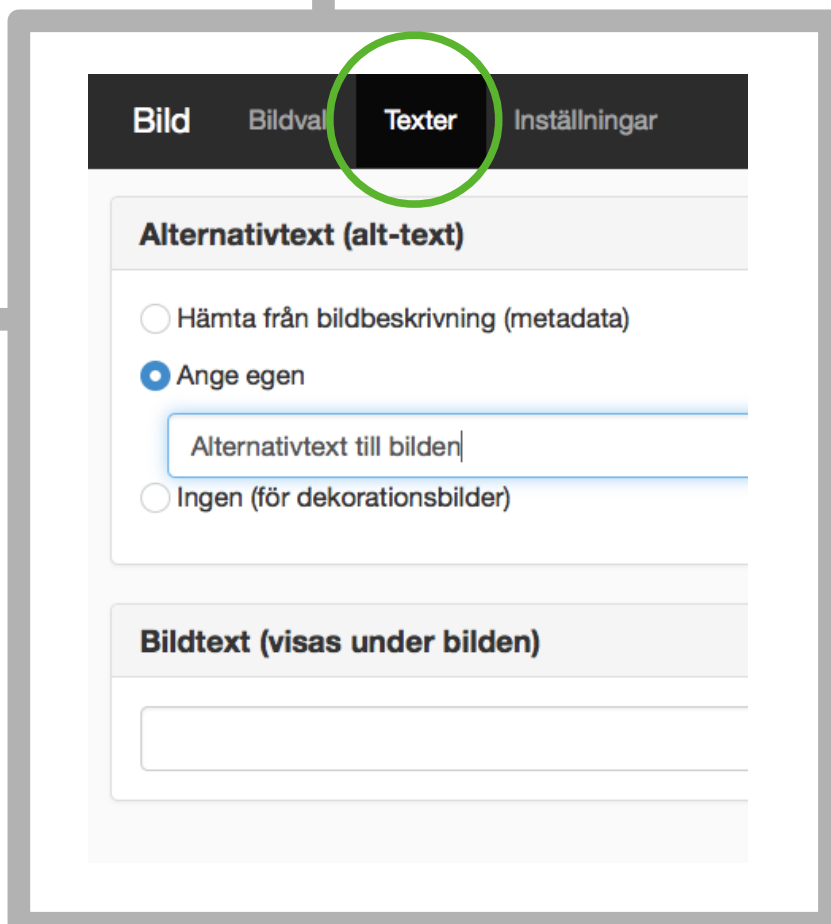 Bild Bildval Texter Inställningar
Alternativtext (alt-text)
Hämta från bildbeskrivning (metadata)
Ange egen
Alternativtext till bilden
Ingen (för dekorationsbilder)
Bildtext (visas under bilden)